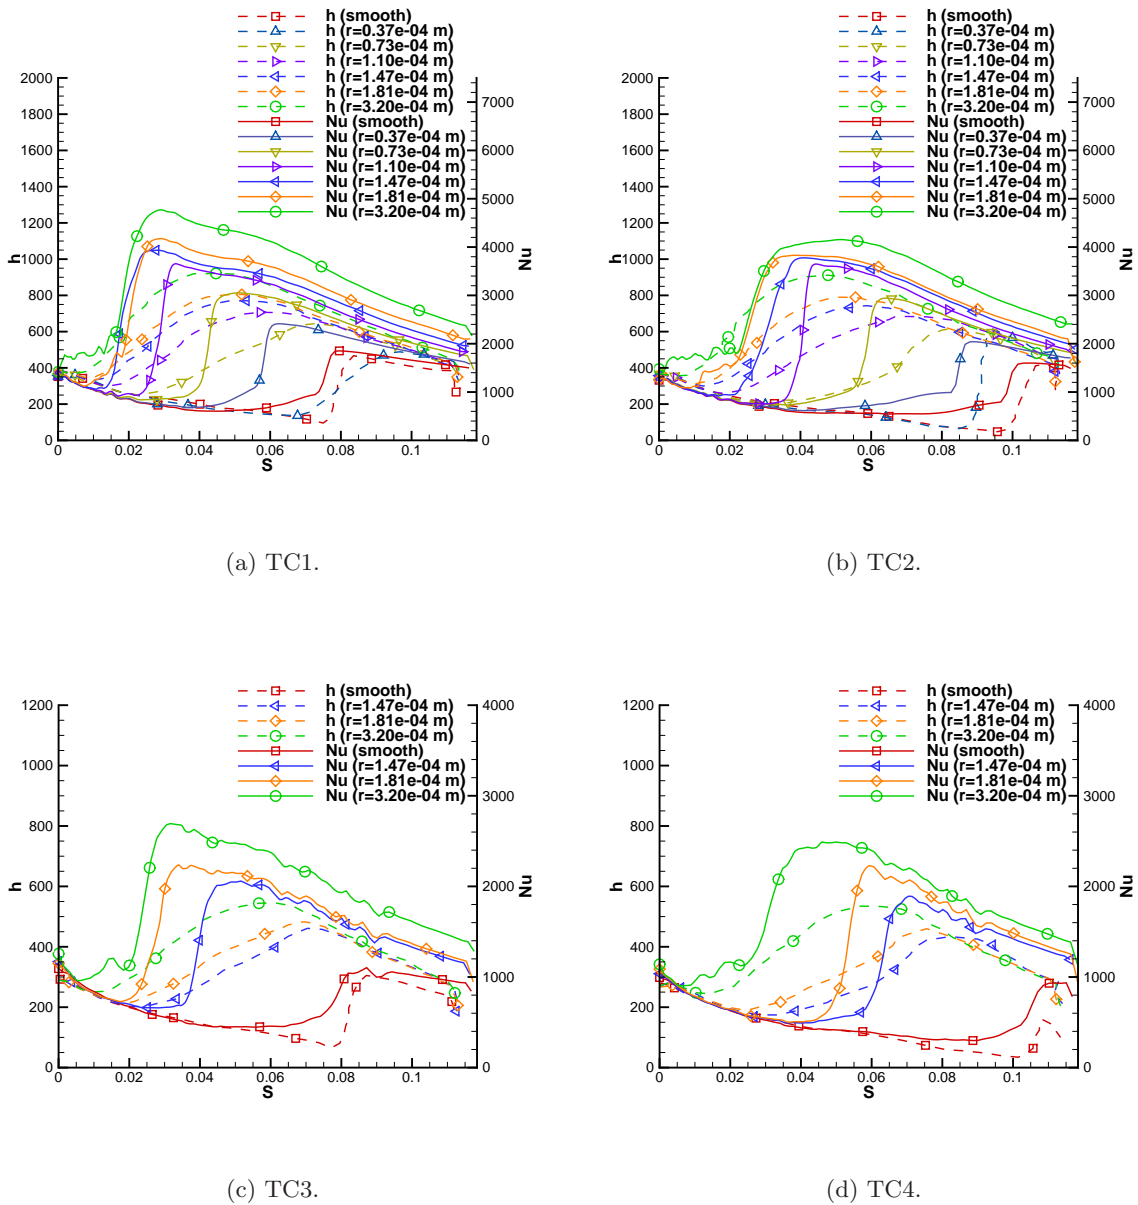 h (smooth)
h (r=0.37e-04 m)
h (r=0.73e-04 m)
h (r=1.10e-04 m)
h (r=1.47e-04 m)
h (r=1.81e-04 m)
h (r=3.20e-04 m)
Nu (smooth)
Nu (r=0.37e-04 m)
Nu (r=0.73e-04 m)
Nu (r=1.10e-04 m)
Nu (r=1.47e-04 m)
Nu (r=1.81e-04 m)
Nu (r=3.20e-04 m)
2000
1800
1600
1400
1200
1000
800
600
400
200
0
h
7000
6000
5000
4000
3000
2000
1000
0
Nu
0 0.02 0.04 0.06 0.08 0.1
S
(a) TC1.
h (smooth)
h (r=0.37e-04 m)
h (r=0.73e-04 m)
h (r=1.10e-04 m)
h (r=1.47e-04 m)
h (r=1.81e-04 m)
h (r=3.20e-04 m)
Nu (smooth)
Nu (r=0.37e-04 m)
Nu (r=0.73e-04 m)
Nu (r=1.10e-04 m)
Nu (r=1.47e-04 m)
Nu (r=1.81e-04 m)
Nu (r=3.20e-04 m)
2000
1800
1600
1400
1200
1000
800
600
400
200
0
h
7000
6000
5000
4000
3000
2000
1000
0
Nu
0 0.02 0.04 0.06 0.08 0.1
S
(b) TC2.
h (smooth)
h (r=1.47e-04 m)
h (r=1.81e-04 m)
h (r=3.20e-04 m)
Nu (smooth)
Nu (r=1.47e-04 m)
Nu (r=1.81e-04 m)
Nu (r=3.20e-04 m)
1200
1000
800
600
400
200
0
h
4000
3000
2000
1000
0
Nu
0 0.02 0.04 0.06 0.08 0.1
S
(c) TC3.
h (smooth)
h (r=1.47e-04 m)
h (r=1.81e-04 m)
h (r=3.20e-04 m)
Nu (smooth)
Nu (r=1.47e-04 m)
Nu (r=1.81e-04 m)
Nu (r=3.20e-04 m)
1200
1000
800
600
400
200
0
h
4000
3000
2000
1000
0
Nu
0 0.02 0.04 0.06 0.08 0.1
S
(d) TC4.